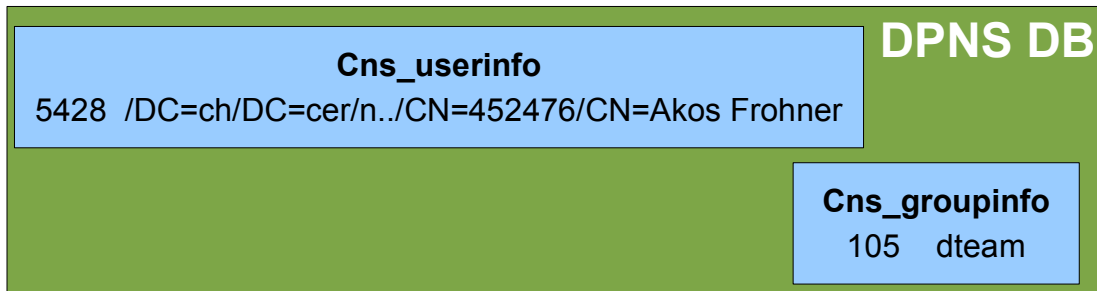 DPNS DB
Cns_userinfo
5428 /DC=ch/DC=cer/n../CN=452476/CN=Akos Frohner
Cns_groupinfo
105 dteam